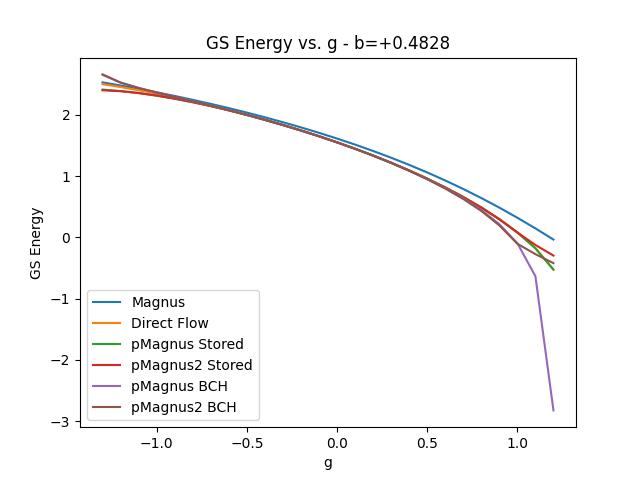 GS Energy vs. g - b=+0.4828
GS Energy
2
1
0
−1
−2
−3
Magnus
Direct Flow
pMagnus Stored
pMagnus2 Stored
pMagnus BCH
pMagnus2 BCH
−1.0
−0.5
0.0
0.5
1.0
g